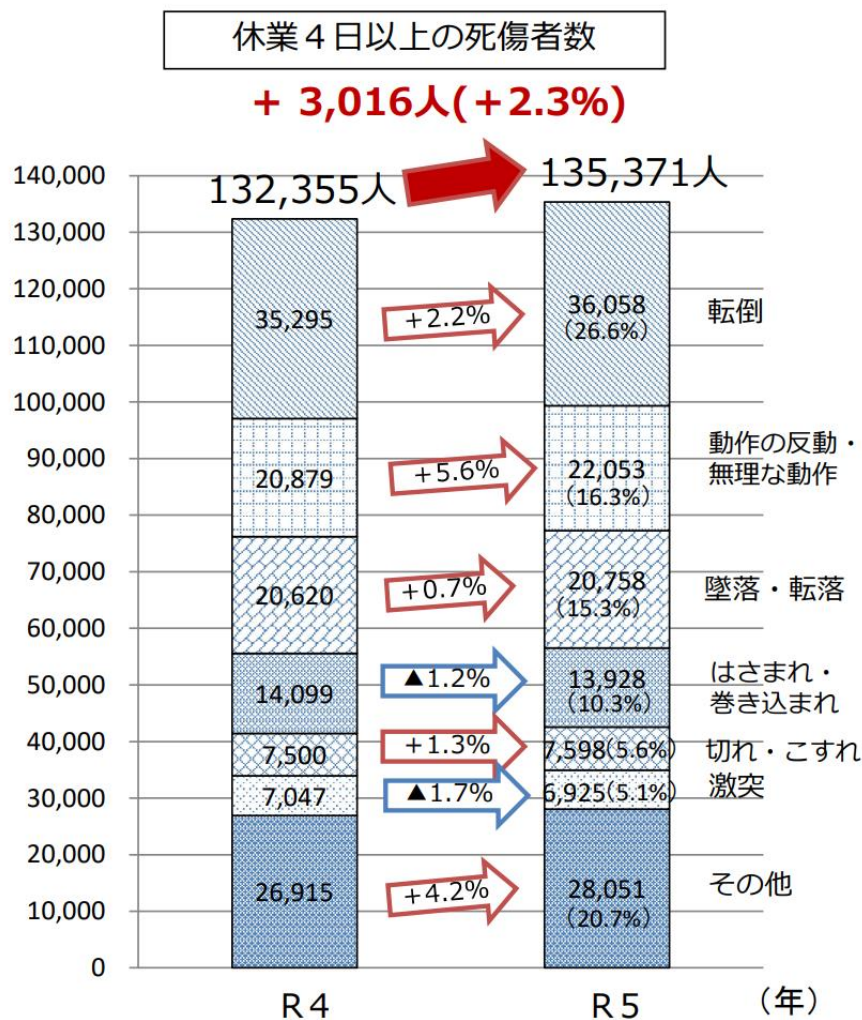 休業４日以上の死傷者数
+ 3,016人(+2.3%)
140,000
132,355人
135,371人
130,000
120,000
35,295
+2.2%
36,058
(26.6%)
転倒
110,000
100,000
90,000
20,879
+5.6%
22,053
(16.3%)
動作の反動・
無理な動作
80,000
70,000
20,620
+0.7%
20,758
(15.3%)
墜落・転落
60,000
50,000
14,099
▲1.2%
13,928
(10.3%)
はさまれ・
巻き込まれ
40,000
7,500
+1.3%
7,598(5.6%)
切れ・こすれ
30,000
7,047
▲1.7%
6,925(5.1%)
激突
20,000
26,915
+4.2%
28,051
(20.7%)
その他
10,000
0
R４
R５
（年）